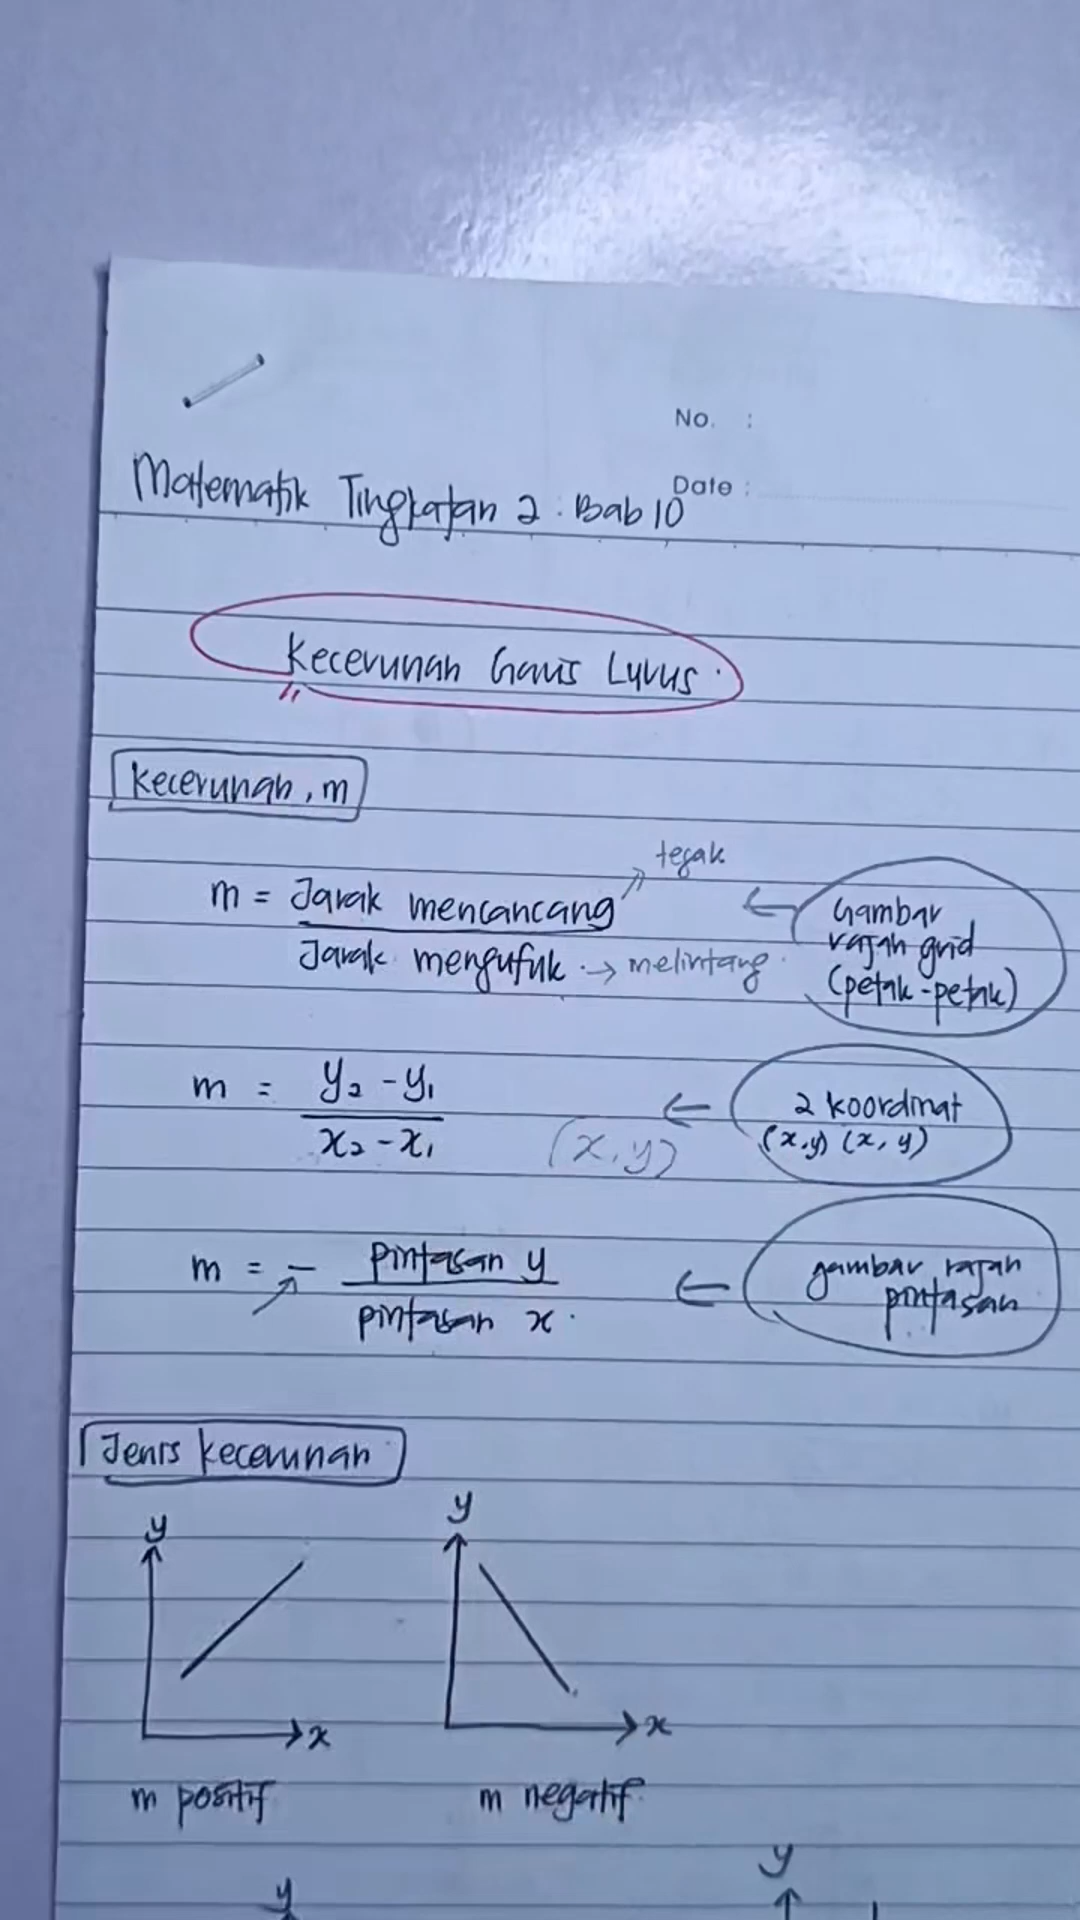 No. :
Date :
Matematik Tingkatan 2 : Bab 10
Kecerunan Garis Lurus.
Kecerunan, m
m = Jarak mencancang
tegak
Jarak mengufuk → melintang
←
Gambar
rajah grid
(petak-petak)
m = y₂ - y₁
x₂ - x₁
(x, y)
←
2 koordinat
(x, y) (x, y)
m = - pintasan y
pintasan x
←
gambar rajah
pintasan
Jenis kecerunan
y
x
m positif
y
x
m negatif
y
y